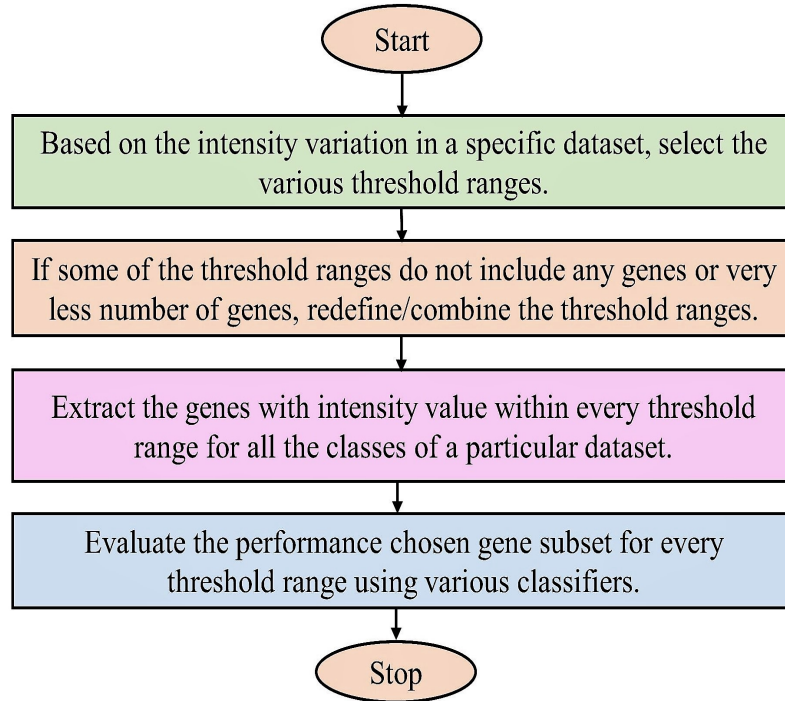 Start
Based on the intensity variation in a specific dataset, select the
various threshold ranges.
If some of the threshold ranges do not include any genes or very
less number of genes, redefine/combine the threshold ranges.
Extract the genes with intensity value within every threshold
range for all the classes of a particular dataset.
Evaluate the performance chosen gene subset for every
threshold range using various classifiers.
Stop